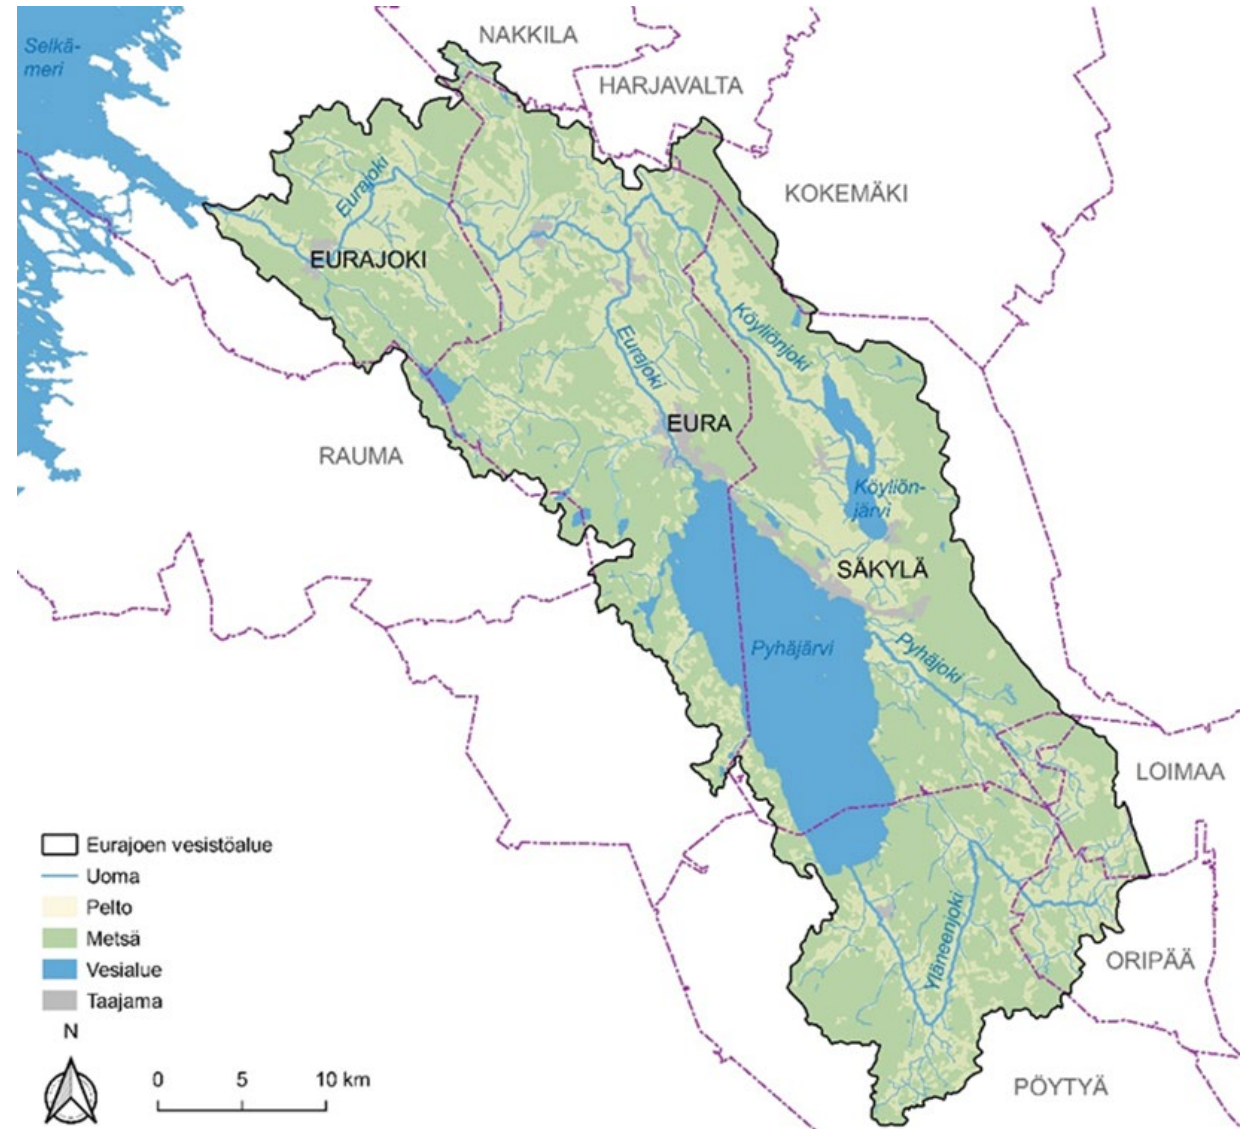 Selkä-
meri
NAKKILA
HARJAVALTA
KOKEMÄKI
Eurajoki
EURAJOKI
Köyliönjoki
Eurajoki
EURA
RAUMA
Köyliön-
järvi
SÄKYLÄ
Pyhäjärvi
Pyhäjoki
LOIMAA
Eurajoen vesistöalue
Uoma
Pelto
Metsä
Vesialue
Taajama
Yläneenjoki
ORIPÄÄ
PÖYTYÄ
N
0 5 10 km